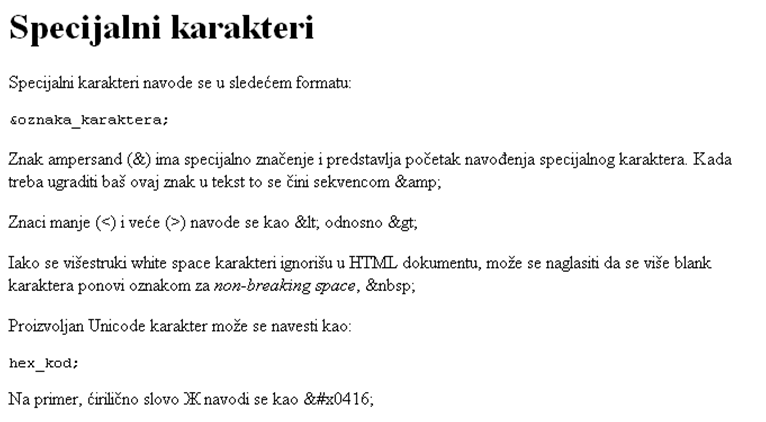 Specijalni karakteri
Specijalni karakteri navode se u sledećem formatu:
&oznaka_karaktera;
Znak ampersand (&) ima specijalno značenje i predstavlja početak navođenja specijalnog karaktera. Kada
treba ugraditi baš ovaj znak u tekst to se čini sekvencom &amp;
Znaci manje (<) i veće (>) navode se kao &lt; odnosno &gt;
Iako se višestruki white space karakteri ignorišu u HTML dokumentu, može se naglasiti da se više blank
karaktera ponovi oznakom za non-breaking space, &nbsp;
Proizvoljan Unicode karakter može se navesti kao:
hex_kod;
Na primer, ćirilično slovo Ж navodi se kao &#x0416;